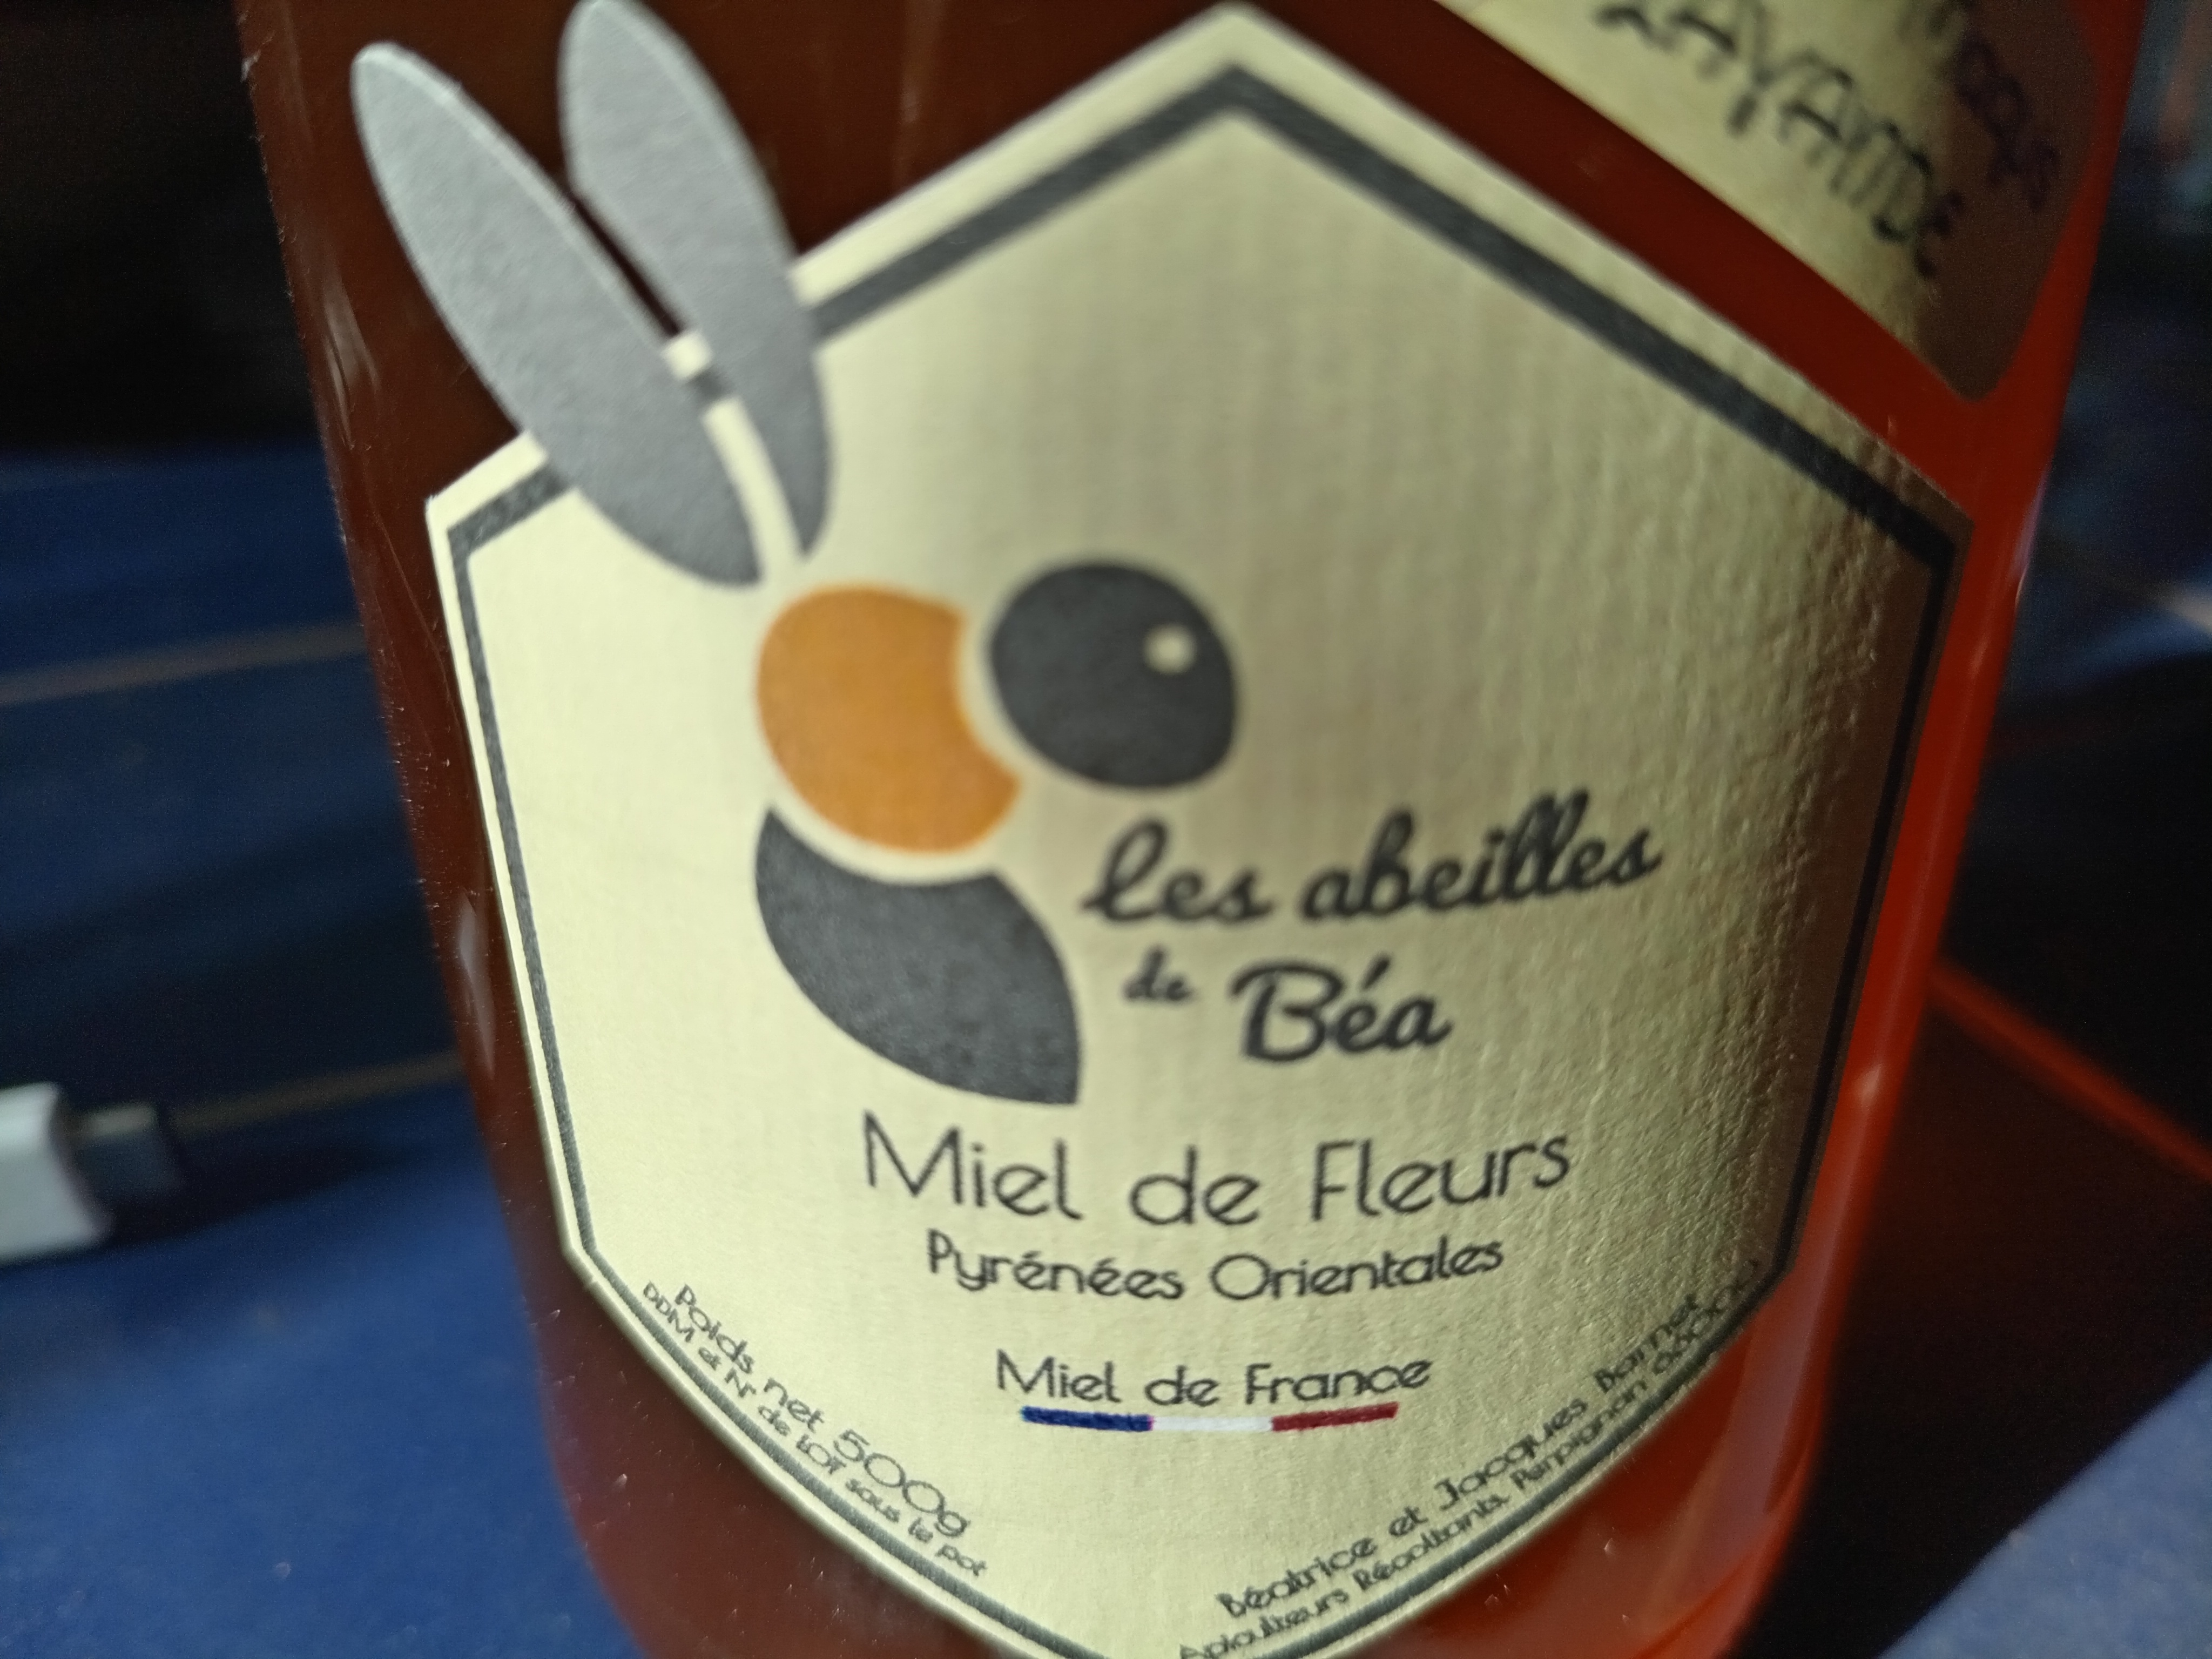 LAVANDE
les abeilles
de Béa
Miel de Fleurs
Pyrénées Orientales
Miel de France
Poids net 500g
DDM et N° de LOT sous le pot
Béatrice et Jacques Barnet
Apiculteurs Récoltants Perpignan